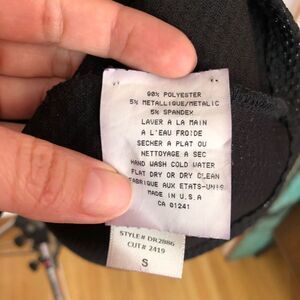 90% POLYESTER
5% METALLIQUE/METALIC
5% SPANDEX
LAVER A LA MAIN
A L'EAU FROIDE
SECHER A PLAT OU
NETTOYAGE A SEC
HAND WASH COLD WATER
FLAT DRY OR DRY CLEAN
FABRIQUE AUX ETATS-UNIS
MADE IN U.S.A
CA 01241
STYLE# DR2886
CUT# 2419
S